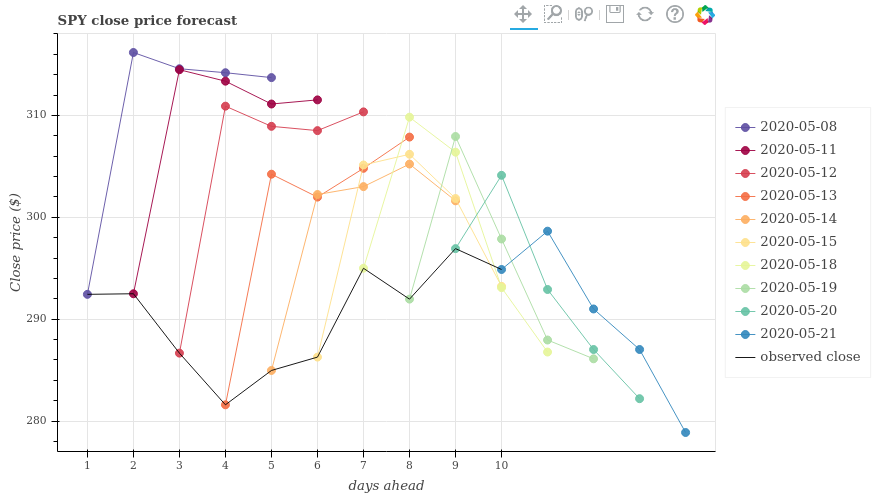 SPY close price forecast
Close price ($)
310
300
290
280
1 2 3 4 5 6 7 8 9 10
days ahead
2020-05-08
2020-05-11
2020-05-12
2020-05-13
2020-05-14
2020-05-15
2020-05-18
2020-05-19
2020-05-20
2020-05-21
observed close